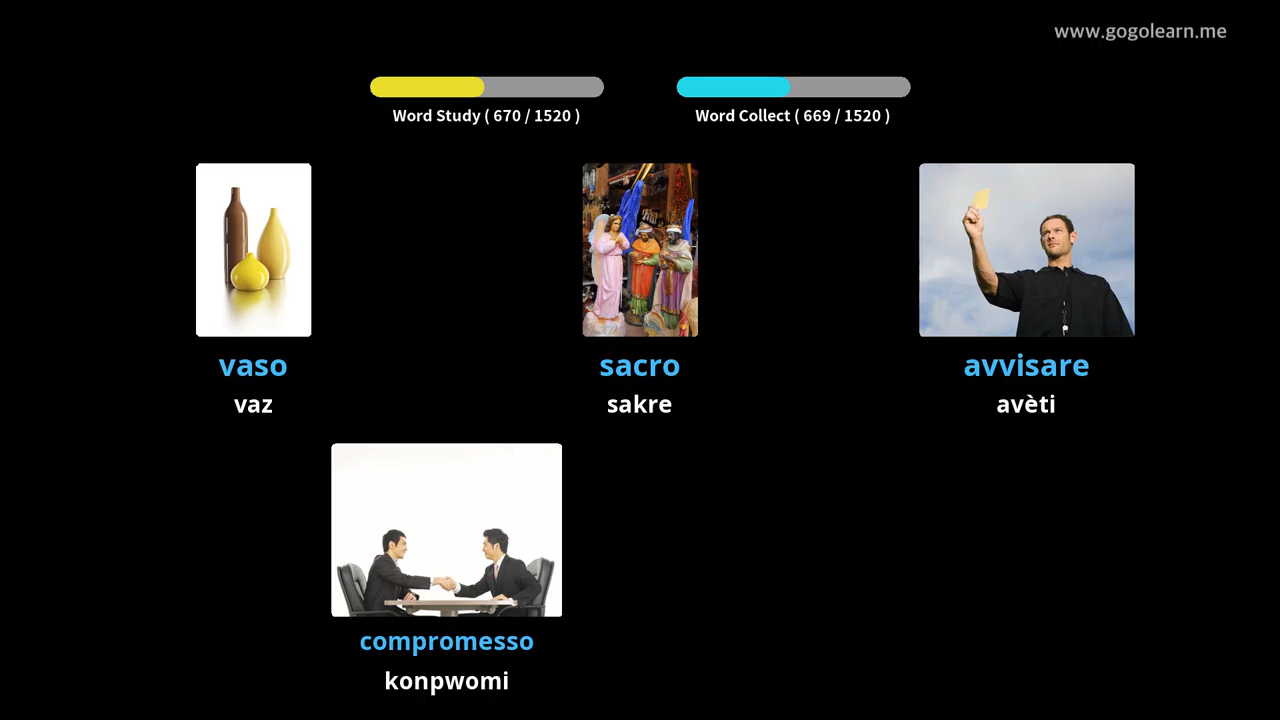 www.gogolearn.me
Word Study ( 670 / 1520 )
Word Collect ( 669 / 1520 )
vaso
vaz
sacro
sakre
avvisare
avèti
compromesso
konpwomi